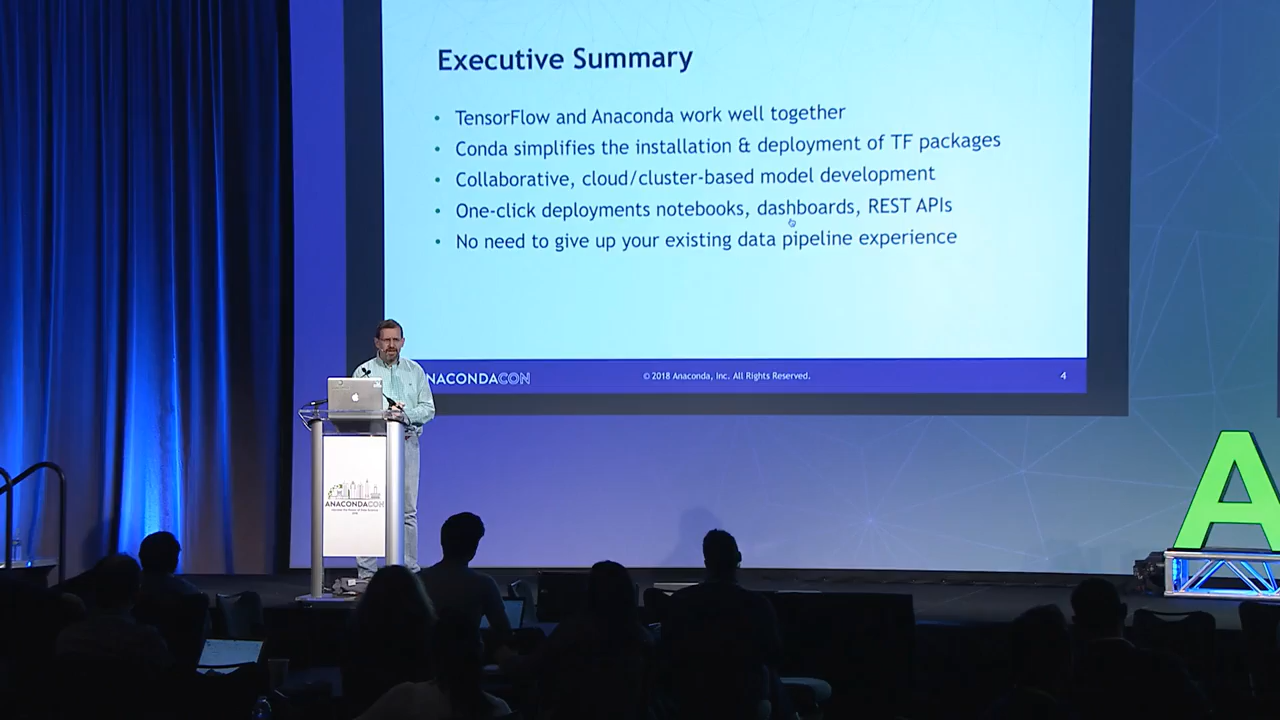 Executive Summary
• TensorFlow and Anaconda work well together
• Conda simplifies the installation & deployment of TF packages
• Collaborative, cloud/cluster-based model development
• One-click deployments notebooks, dashboards, REST APIs
• No need to give up your existing data pipeline experience
NACONDACON
© 2018 Anaconda, Inc. All Rights Reserved.
4
ANACONDACON
A